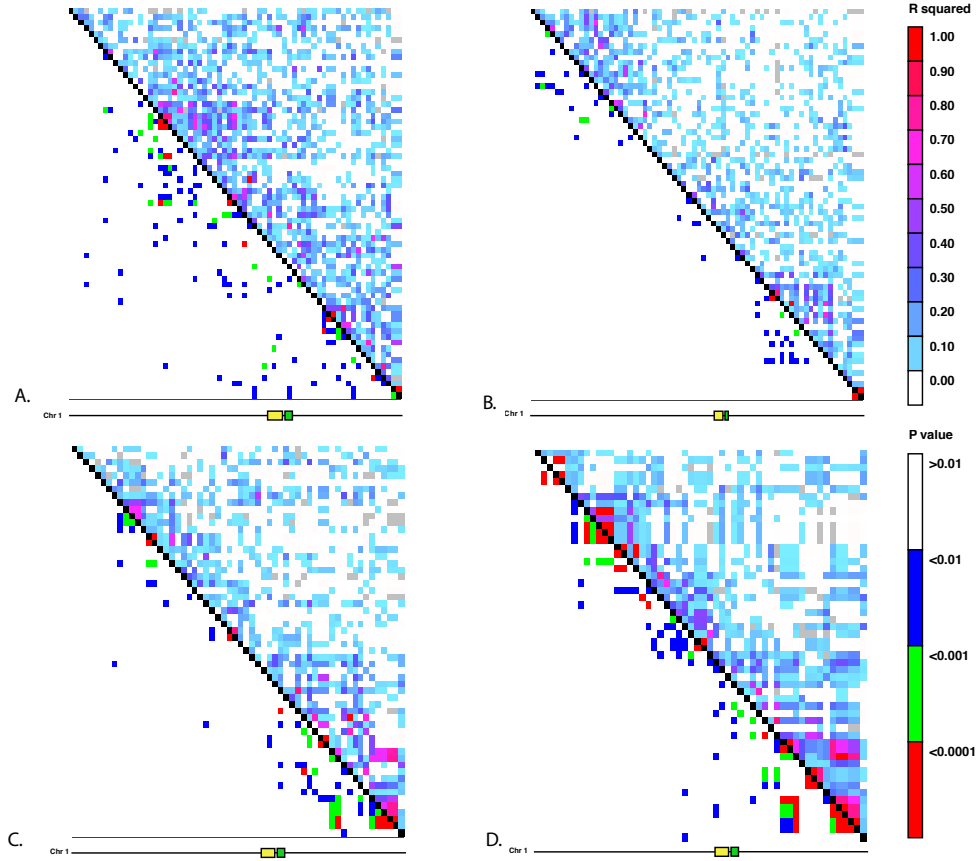 R squared
1.00
0.90
0.80
0.70
0.60
0.50
0.40
0.30
0.20
0.10
0.00
A.
Chr 1
B.
Chr 1
P value
>0.01
<0.01
<0.001
<0.0001
C.
Chr 1
D.
Chr 1